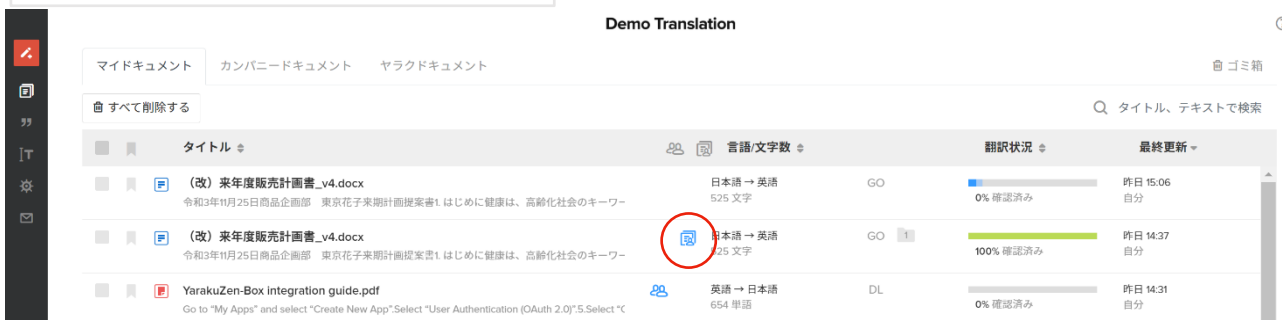 Demo Translation
マイドキュメント カンパニードキュメント ヤラクドキュメント ゴミ箱
すべて削除する タイトル、テキストで検索
タイトル 言語/文字数 翻訳状況 最終更新
（改）来年度販売計画書_v4.docx 日本語 → 英語 GO 昨日 15:06
令和3年11月25日商品企画部 東京花子来期計画提案書1. はじめに健康は、高齢化社会のキーワー 525 文字 0% 確認済み 自分
（改）来年度販売計画書_v4.docx 日本語 → 英語 GO 1 昨日 14:37
令和3年11月25日商品企画部 東京花子来期計画提案書1. はじめに健康は、高齢化社会のキーワー 525 文字 100% 確認済み 自分
YarakuZen-Box integration guide.pdf 英語 → 日本語 DL 昨日 14:31
Go to "My Apps" and select "Create New App".Select "User Authentication (OAuth 2.0)".5.Select "C 654 単語 0% 確認済み 自分